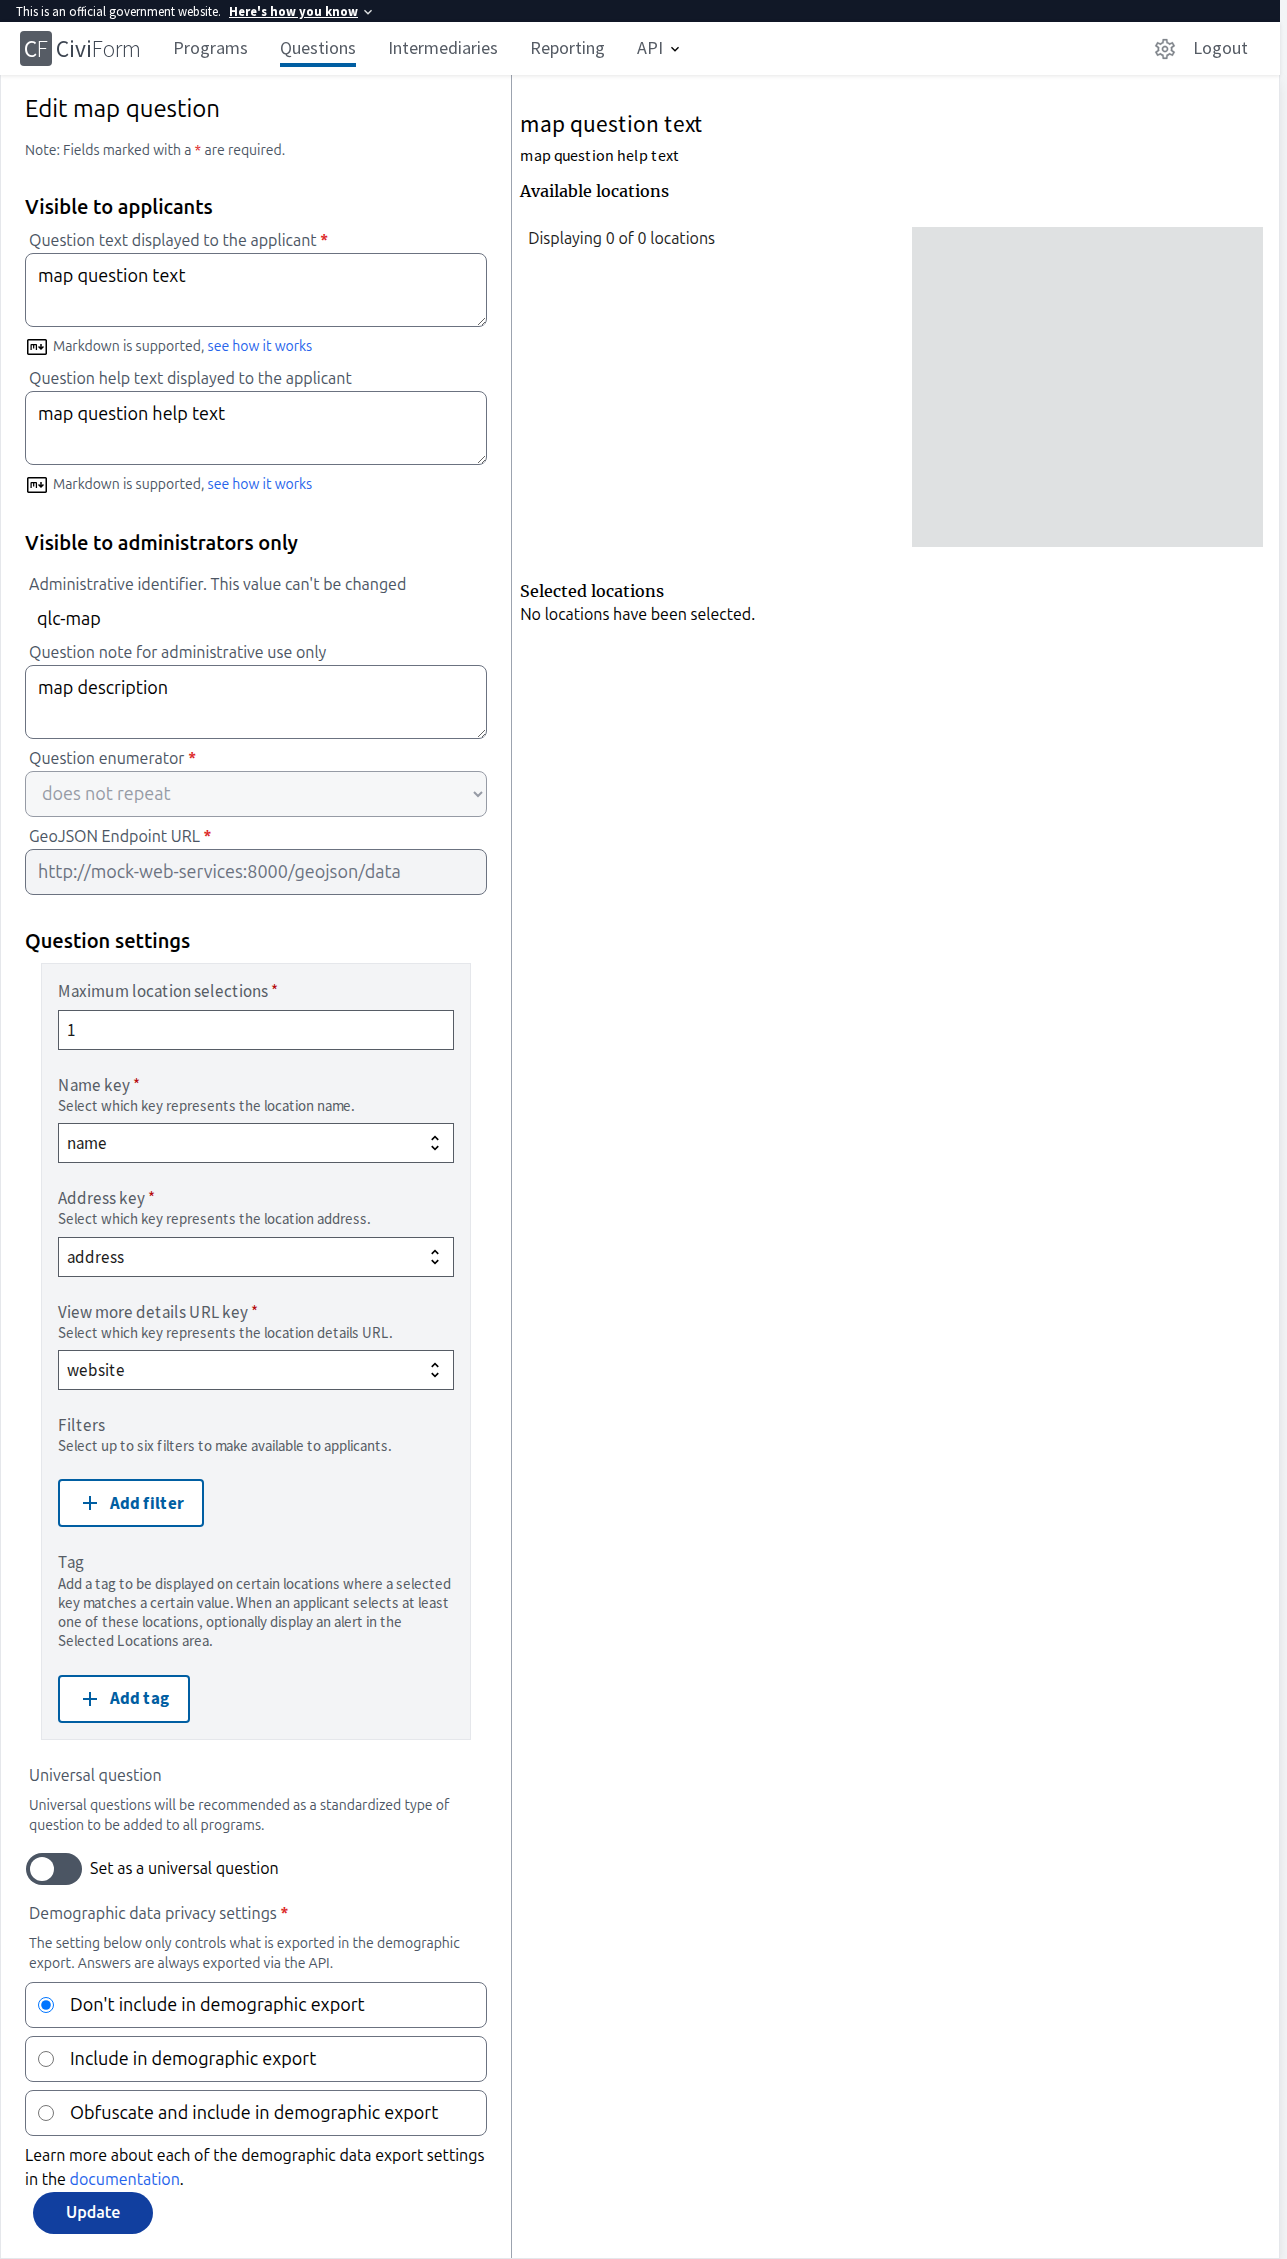 This is an official government website. Here's how you know
CF CiviForm Programs Questions Intermediaries Reporting API Logout
Edit map question
Note: Fields marked with a * are required.
Visible to applicants
Question text displayed to the applicant *
map question text
Markdown is supported, see how it works
Question help text displayed to the applicant
map question help text
Markdown is supported, see how it works
Visible to administrators only
Administrative identifier. This value can't be changed
qlc-map
Question note for administrative use only
map description
Question enumerator *
does not repeat
GeoJSON Endpoint URL *
http://mock-web-services:8000/geojson/data
Question settings
Maximum location selections *
1
Name key *
Select which key represents the location name.
name
Address key *
Select which key represents the location address.
address
View more details URL key *
Select which key represents the location details URL.
website
Filters
Select up to six filters to make available to applicants.
Add filter
Tag
Add a tag to be displayed on certain locations where a selected
key matches a certain value. When an applicant selects at least
one of these locations, optionally display an alert in the
Selected Locations area.
Add tag
Universal question
Universal questions will be recommended as a standardized type of
question to be added to all programs.
Set as a universal question
Demographic data privacy settings *
The setting below only controls what is exported in the demographic
export. Answers are always exported via the API.
Don't include in demographic export
Include in demographic export
Obfuscate and include in demographic export
Learn more about each of the demographic data export settings
in the documentation.
Update
map question text
map question help text
Available locations
Displaying 0 of 0 locations
Selected locations
No locations have been selected.